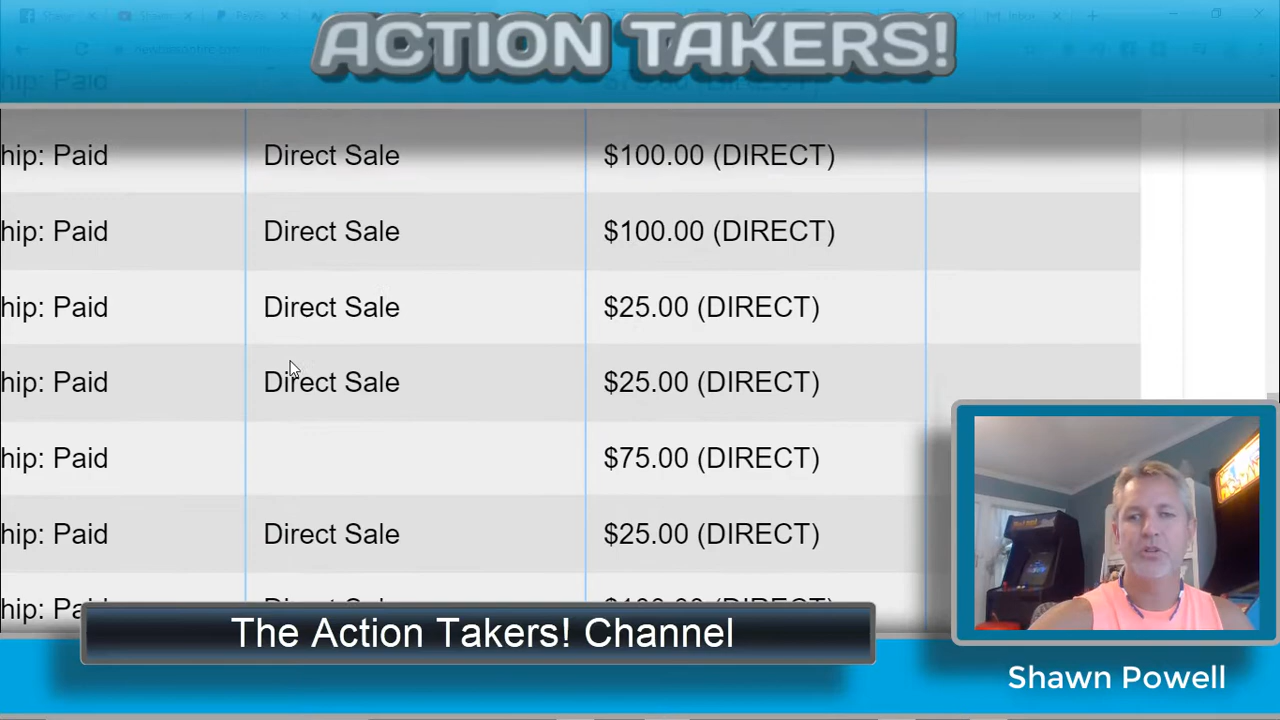 ACTION TAKERS!
hip: Paid Direct Sale $100.00 (DIRECT)
hip: Paid Direct Sale $100.00 (DIRECT)
hip: Paid Direct Sale $25.00 (DIRECT)
hip: Paid Direct Sale $25.00 (DIRECT)
hip: Paid $75.00 (DIRECT)
hip: Paid Direct Sale $25.00 (DIRECT)
The Action Takers! Channel
Shawn Powell